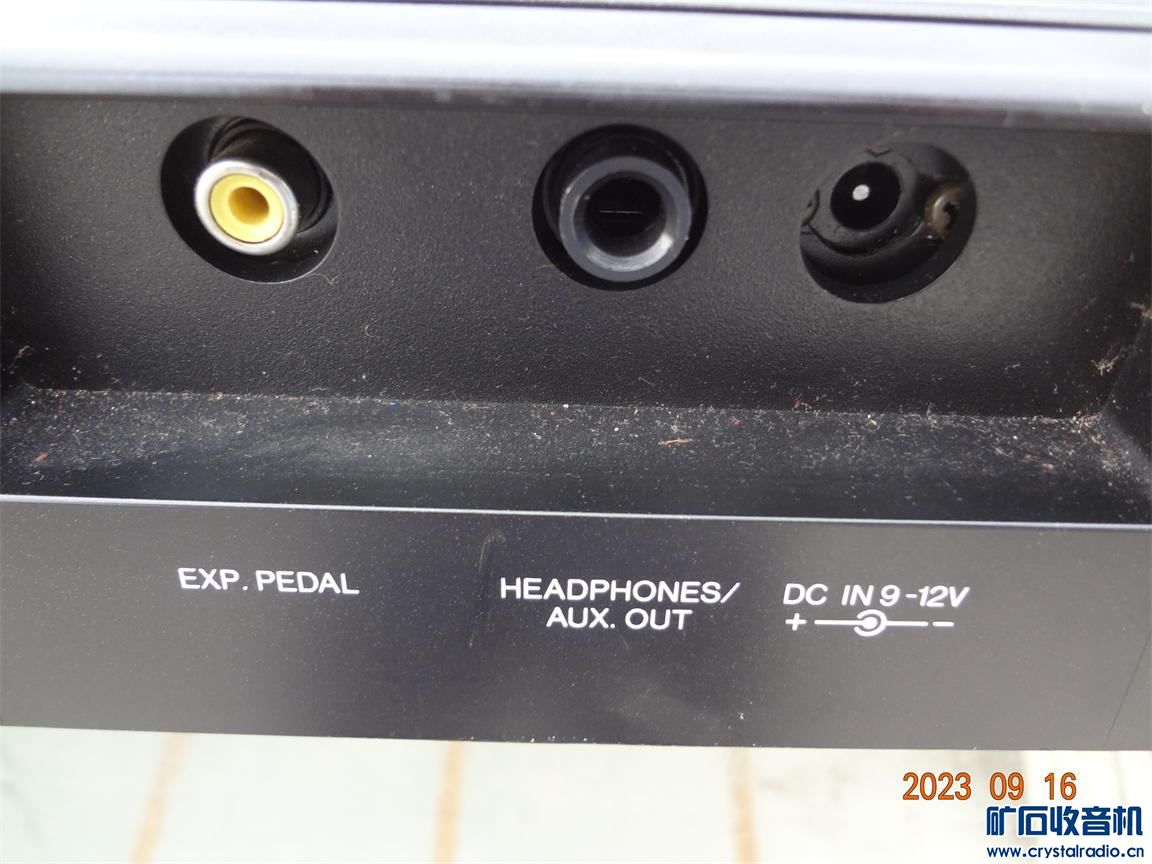 EXP. PEDAL
HEADPHONES/
AUX. OUT
DC IN 9-12V
+ −
2023 09 16
矿石收音机
www.crystalradio.cn